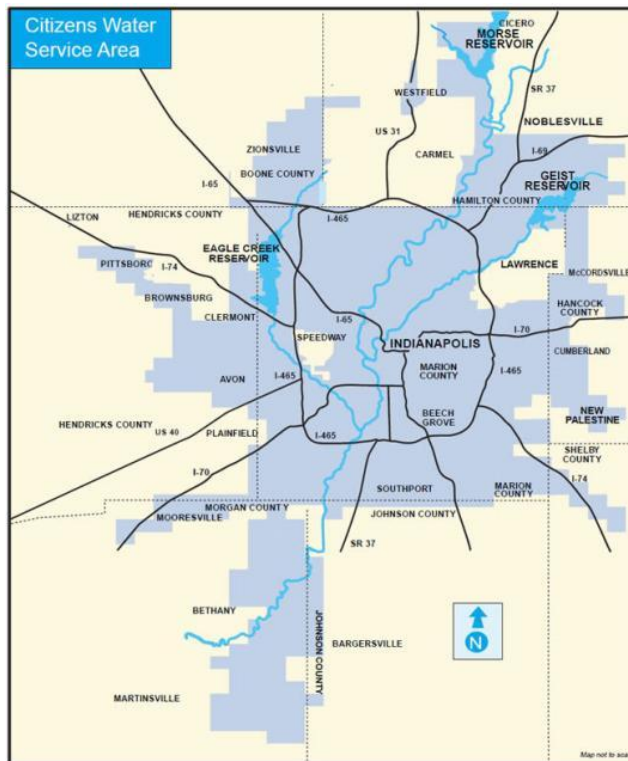 Citizens Water
Service Area
CICERO
MORSE
RESERVOIR
SR 37
WESTFIELD
NOBLESVILLE
US 31
ZIONSVILLE
CARMEL
I-69
BOONE COUNTY
GEIST
RESERVOIR
I-65
HAMILTON COUNTY
LIZTON
HENDRICKS COUNTY
I-465
EAGLE CREEK
RESERVOIR
PITTSBORO
I-74
LAWRENCE
McCORDSVILLE
BROWNSBURG
HANCOCK
COUNTY
CLERMONT
I-65
I-70
SPEEDWAY
INDIANAPOLIS
CUMBERLAND
MARION
COUNTY
I-465
AVON
I-465
BEECH
GROVE
NEW
PALESTINE
HENDRICKS COUNTY
US 40
PLAINFIELD
I-465
SHELBY
COUNTY
I-70
I-74
SOUTHPORT
MARION
COUNTY
MORGAN COUNTY
JOHNSON COUNTY
MOORESVILLE
SR 37
BETHANY
JOHNSON COUNTY
BARGERSVILLE
N
MARTINSVILLE
Map not to sca